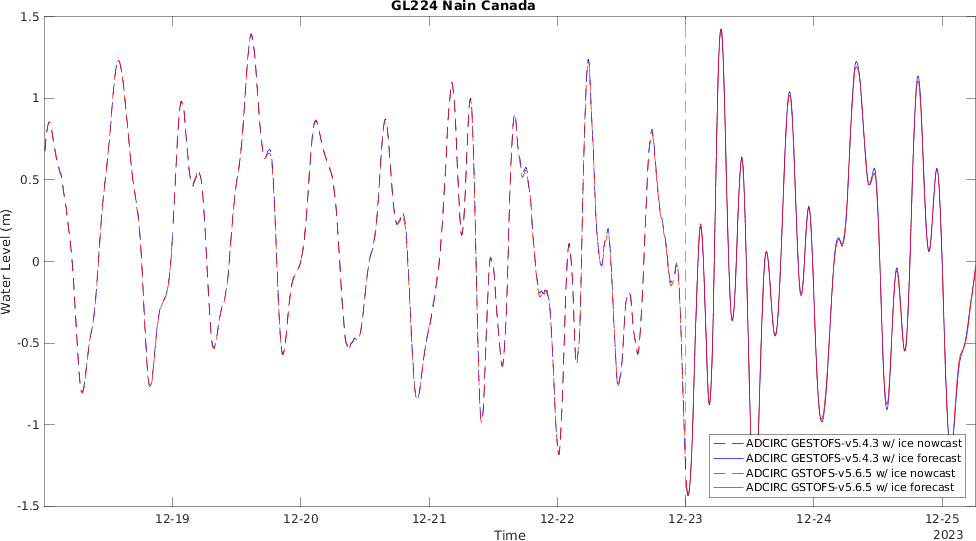 GL224 Nain Canada
1.5
1
0.5
0
-0.5
-1
-1.5
Water Level (m)
12-19 12-20 12-21 12-22 12-23 12-24 12-25
Time
2023
ADCIRC GESTOFS-v5.4.3 w/ ice nowcast
ADCIRC GESTOFS-v5.4.3 w/ ice forecast
ADCIRC GSTOFS-v5.6.5 w/ ice nowcast
ADCIRC GSTOFS-v5.6.5 w/ ice forecast